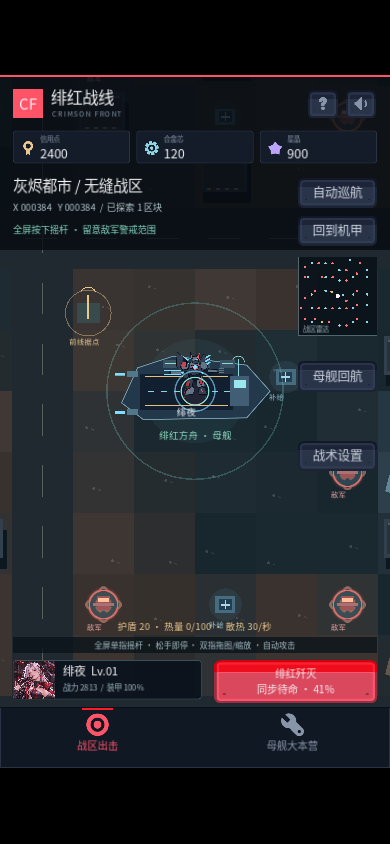 CF
绯红战线
CRIMSON FRONT
?
信用点
2400
合金芯
120
星晶
900
灰烬都市 / 无缝战区
X 000384 Y 000384 / 已探索 1区块
全屏按下摇杆 · 留意敌军警戒范围
自动巡航
回到机甲
战区雷达
前线据点
母舰回航
补给
绯夜
绯红方舟 · 母舰
战术设置
敌军
敌军
补给
敌军
护盾 20 · 热量 0/100 · 散热 30/秒
全屏单指摇杆 · 松手即停 · 双指拖图/缩放 · 自动攻击
绯夜 Lv.01
战力 2813 / 装甲 100%
绯红歼灭
同步待命 · 41%
战区出击
母舰大本营